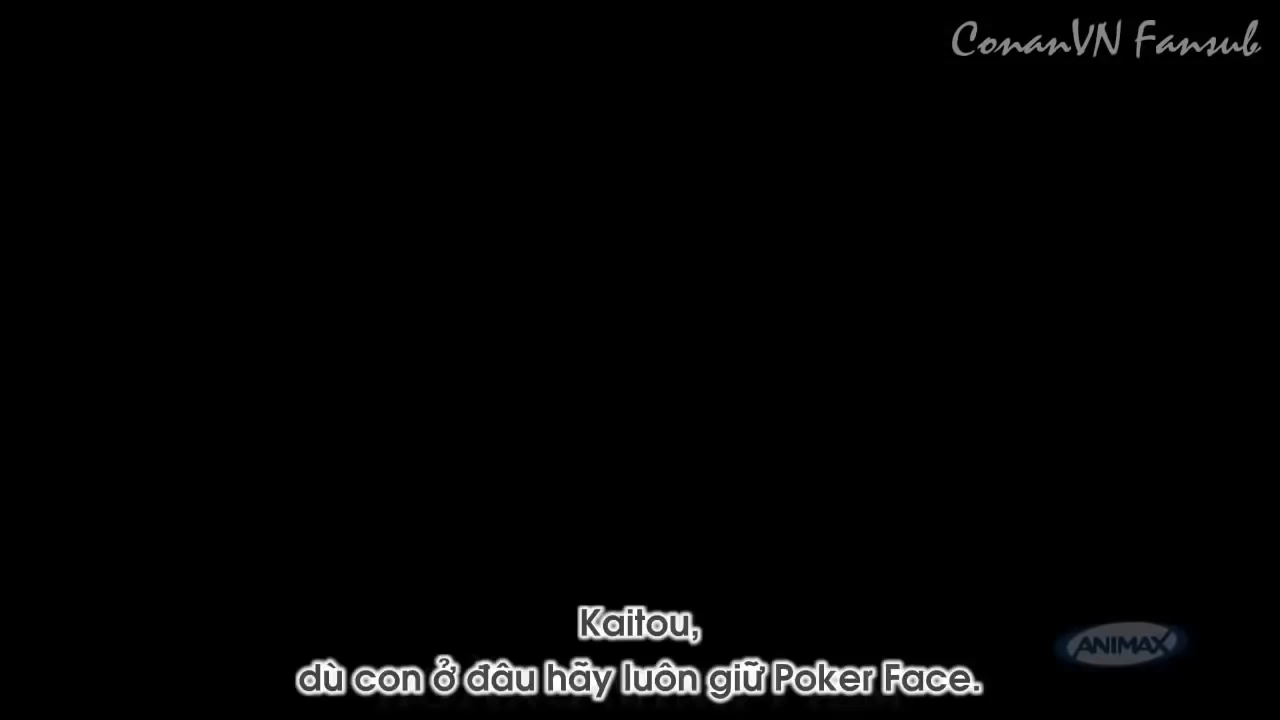 ConanVN Fansub
Kaitou,
ANIMAX
dù con ở đâu hãy luôn giữ Poker Face.